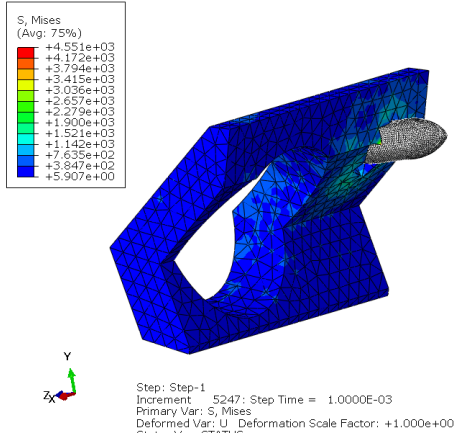 S, Mises
(Avg: 75%)
+4.551e+03
+4.172e+03
+3.794e+03
+3.415e+03
+3.036e+03
+2.657e+03
+2.279e+03
+1.900e+03
+1.521e+03
+1.142e+03
+7.635e+02
+3.847e+02
+5.907e+00
Y
Z X
Step: Step-1
Increment 5247: Step Time = 1.0000E-03
Primary Var: S, Mises
Deformed Var: U Deformation Scale Factor: +1.000e+00